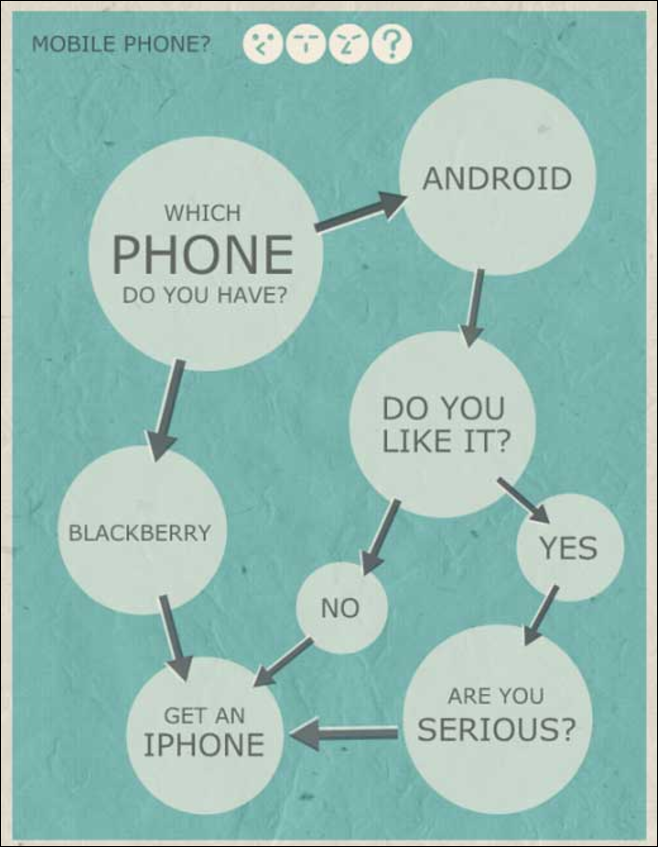 MOBILE PHONE?
?
WHICH
PHONE
DO YOU HAVE?
ANDROID
DO YOU
LIKE IT?
BLACKBERRY
YES
NO
ARE YOU
SERIOUS?
GET AN
IPHONE